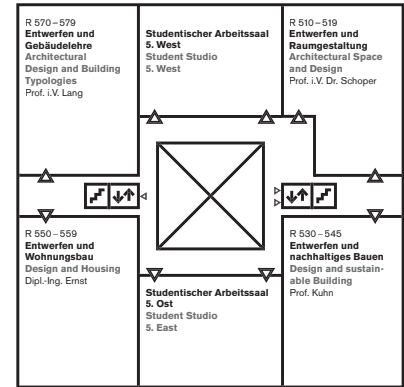 R 570–579
Entwerfen und
Gebäudelehre
Architectural
Design and Building
Typologies
Prof. i.V. Lang
Studentischer Arbeitssaal
5. West
Student Studio
5. West
R 510–519
Entwerfen und
Raumgestaltung
Architectural Space
and Design
Prof. i.V. Dr. Schoper
R 550–559
Entwerfen und
Wohnungsbau
Design and Housing
Dipl.-Ing. Ernst
Studentischer Arbeitssaal
5. Ost
Student Studio
5. East
R 530–545
Entwerfen und
nachhaltiges Bauen
Design and sustain-
able Building
Prof. Kuhn